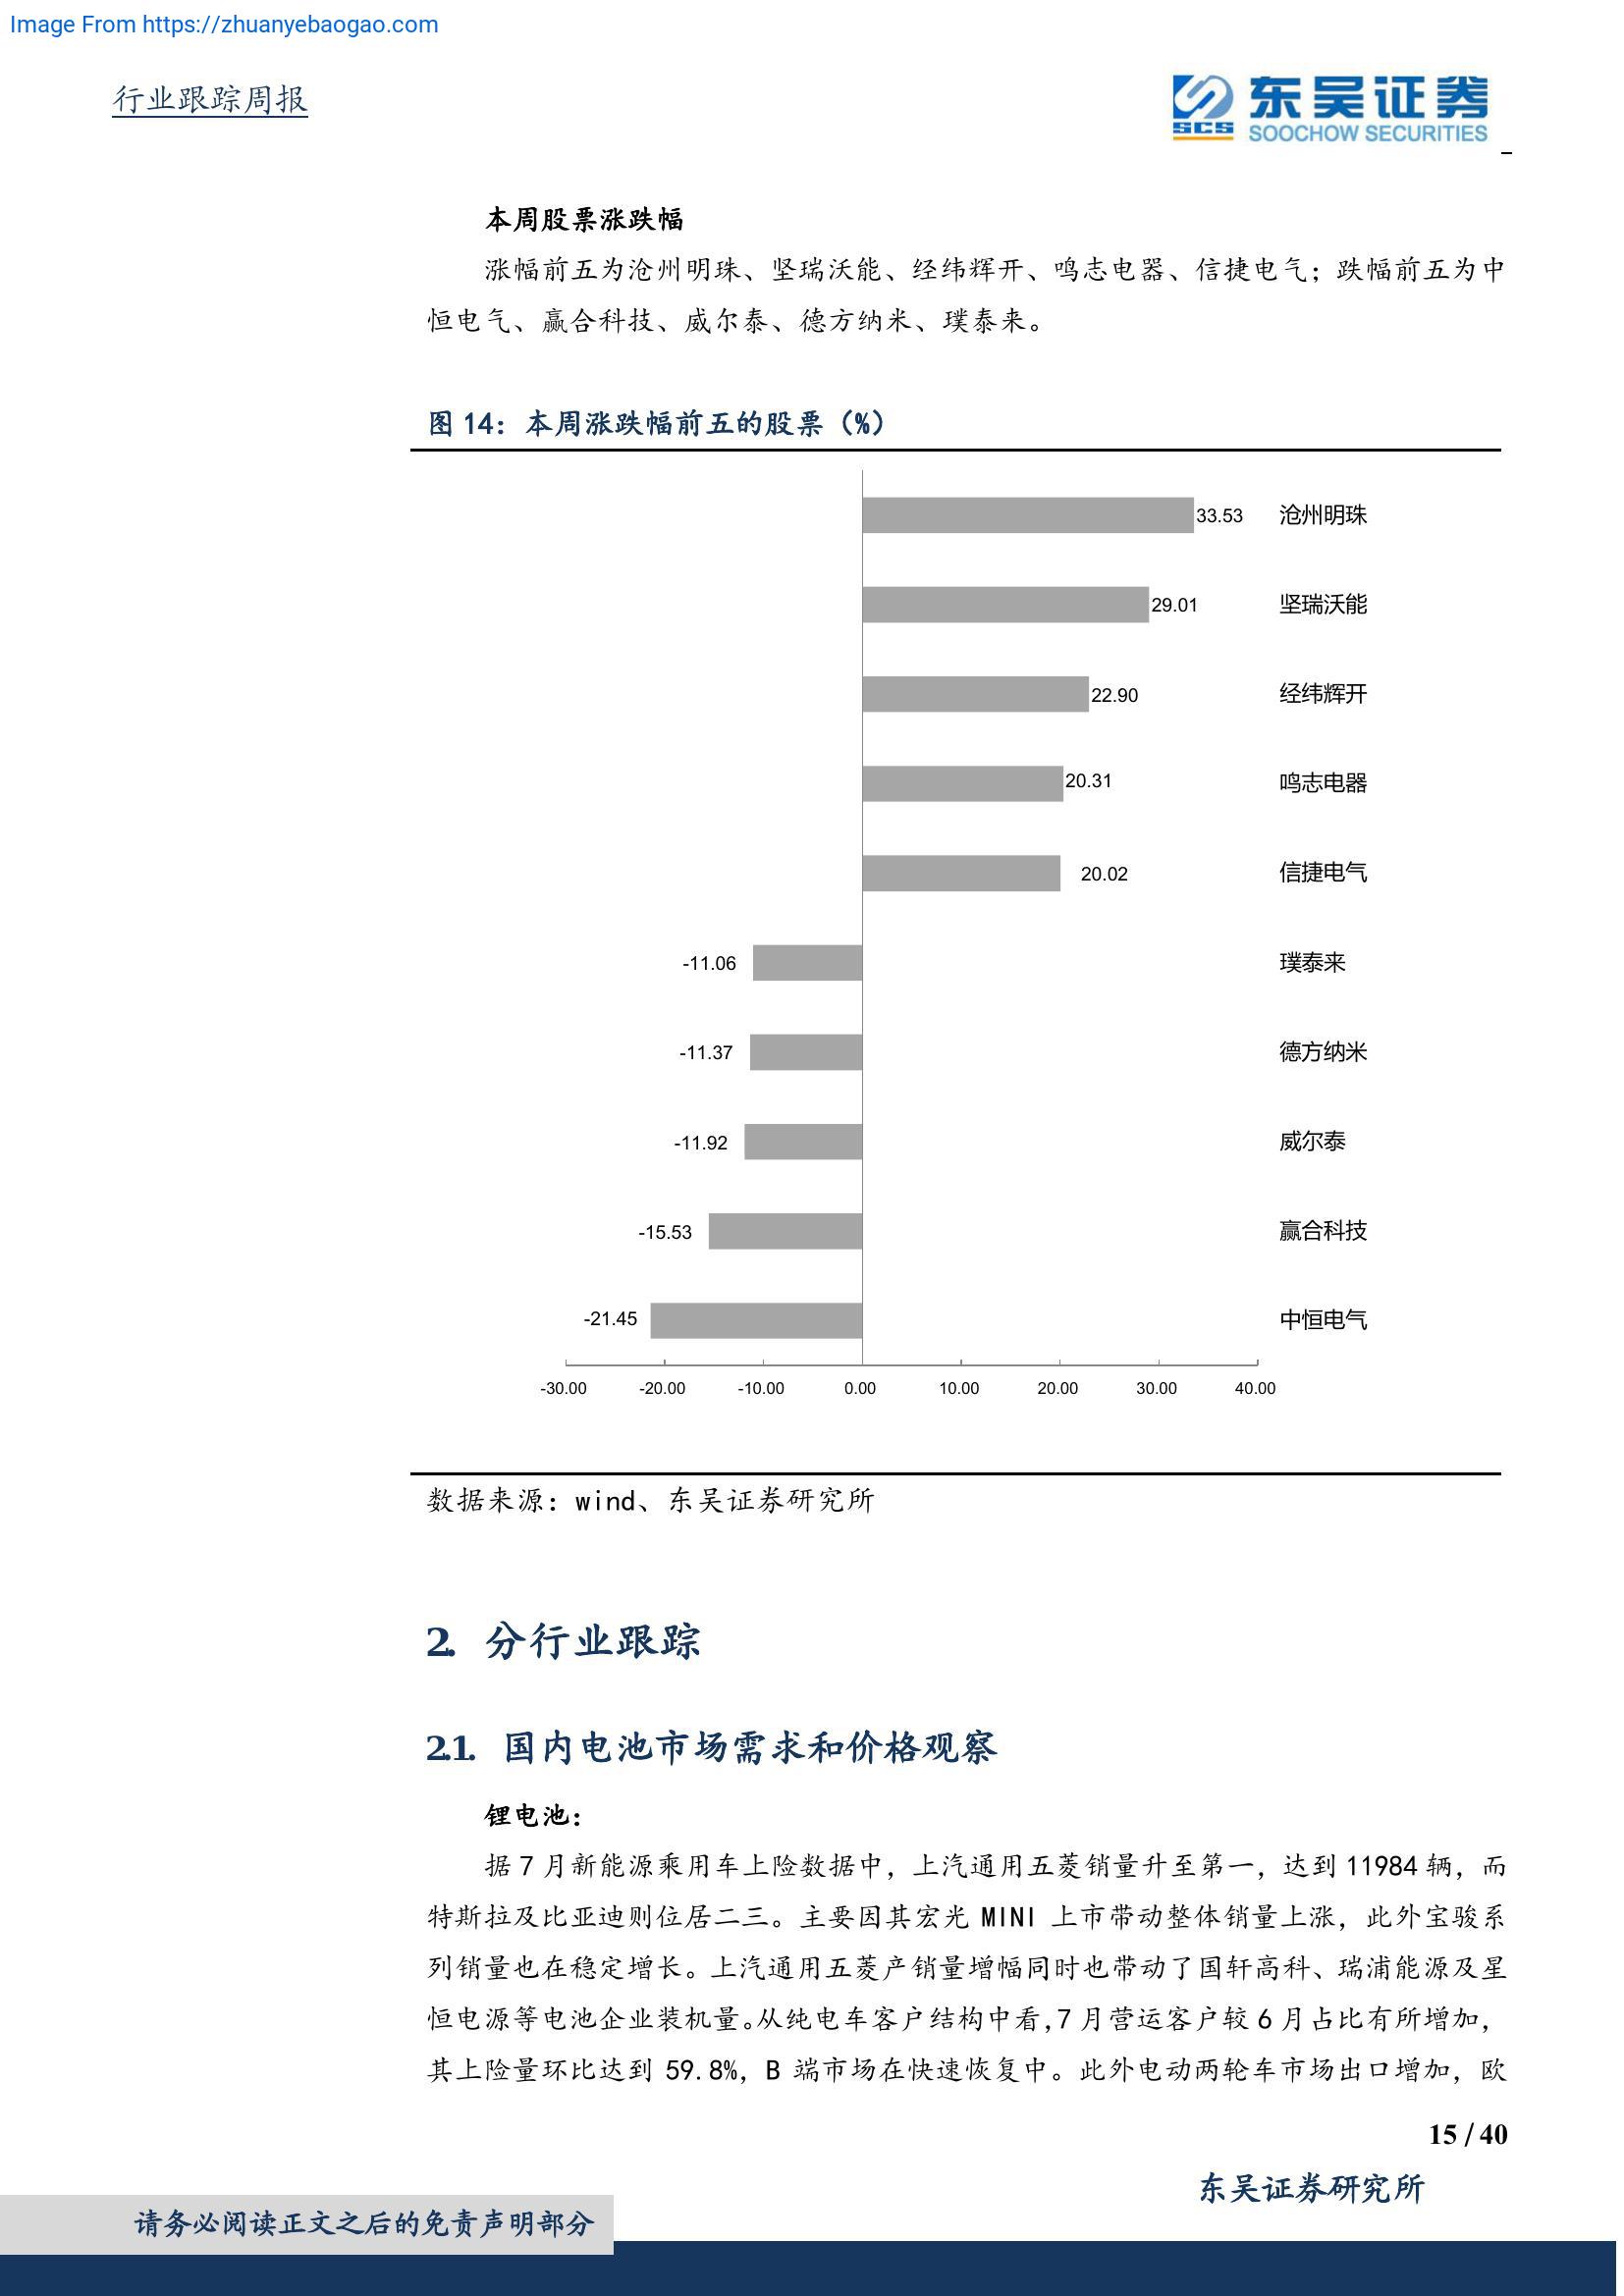 Image From https://zhuanyebaogao.com
行业跟踪周报
东吴证券
SCS
SOOCHOW SECURITIES
本周股票涨跌幅
涨幅前五为沧州明珠、坚瑞沃能、经纬辉开、鸣志电器、信捷电气；跌幅前五为中
恒电气、赢合科技、威尔泰、德方纳米、璞泰来。
图 14：本周涨跌幅前五的股票（%）
33.53 沧州明珠
29.01 坚瑞沃能
22.90 经纬辉开
20.31 鸣志电器
20.02 信捷电气
-11.06 璞泰来
-11.37 德方纳米
-11.92 威尔泰
-15.53 赢合科技
-21.45 中恒电气
-30.00 -20.00 -10.00 0.00 10.00 20.00 30.00 40.00
数据来源：wind、东吴证券研究所
2. 分行业跟踪
2.1. 国内电池市场需求和价格观察
锂电池：
据 7 月新能源乘用车上险数据中，上汽通用五菱销量升至第一，达到 11984 辆，而
特斯拉及比亚迪则位居二三。主要因其宏光 MINI 上市带动整体销量上涨，此外宝骏系
列销量也在稳定增长。上汽通用五菱产销量增幅同时也带动了国轩高科、瑞浦能源及星
恒电源等电池企业装机量。从纯电车客户结构中看，7 月营运客户较 6 月占比有所增加，
其上险量环比达到 59.8%，B 端市场在快速恢复中。此外电动两轮车市场出口增加，欧
15 / 40
东吴证券研究所
请务必阅读正文之后的免责声明部分